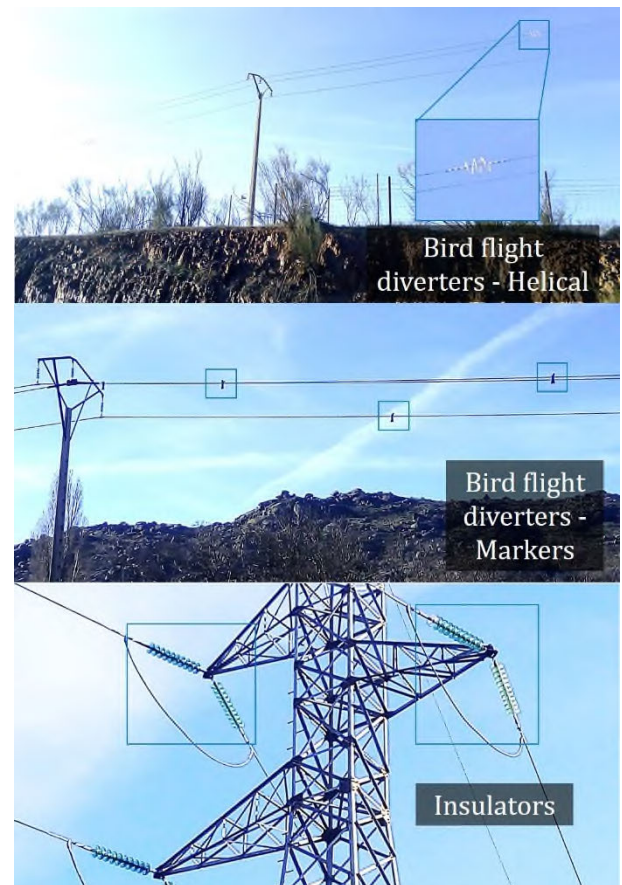 Bird flight
diverters - Helical
Bird flight
diverters -
Markers
Insulators